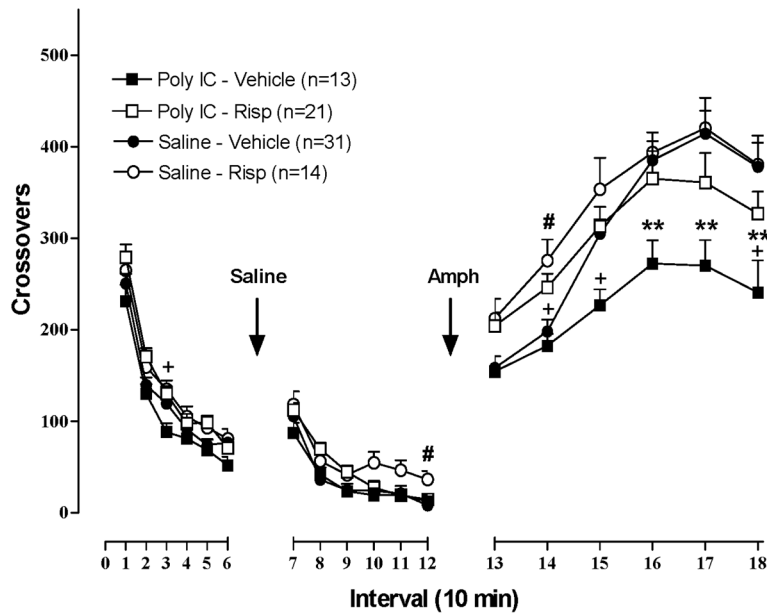 500
400
300
200
100
0
Crossovers
Poly IC - Vehicle (n=13)
Poly IC - Risp (n=21)
Saline - Vehicle (n=31)
Saline - Risp (n=14)
Saline
Amph
+
#
#
+
+
**
**
**
+
0 1 2 3 4 5 6
7 8 9 10 11 12
13 14 15 16 17 18
Interval (10 min)